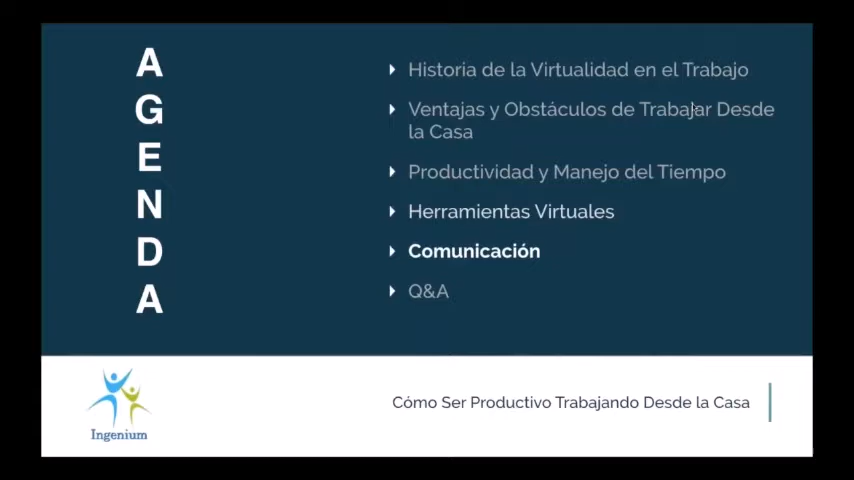 AGENDA
Historia de la Virtualidad en el Trabajo
Ventajas y Obstáculos de Trabajar Desde
la Casa
Productividad y Manejo del Tiempo
Herramientas Virtuales
Comunicación
Q&A
Ingenium
Cómo Ser Productivo Trabajando Desde la Casa